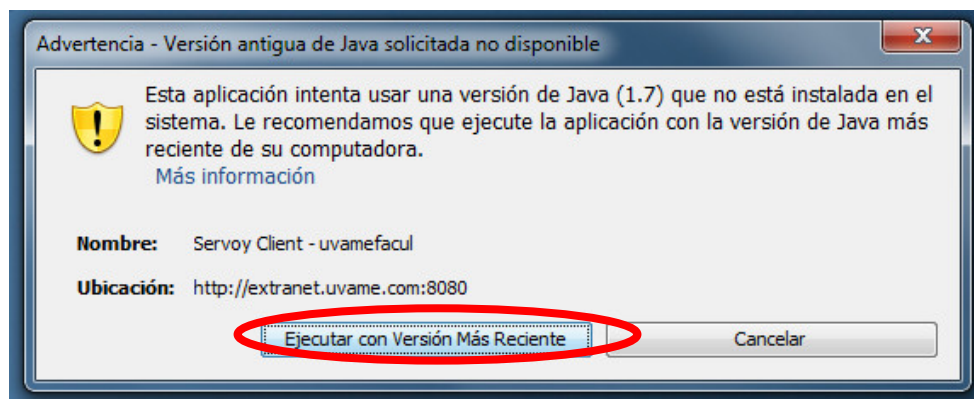 Advertencia - Versión antigua de Java solicitada no disponible
Esta aplicación intenta usar una versión de Java (1.7) que no está instalada en el
sistema. Le recomendamos que ejecute la aplicación con la versión de Java más
reciente de su computadora.
Más información
Nombre: Servoy Client - uvamefacul
Ubicación: http://extranet.uvame.com:8080
Ejecutar con Versión Más Reciente Cancelar